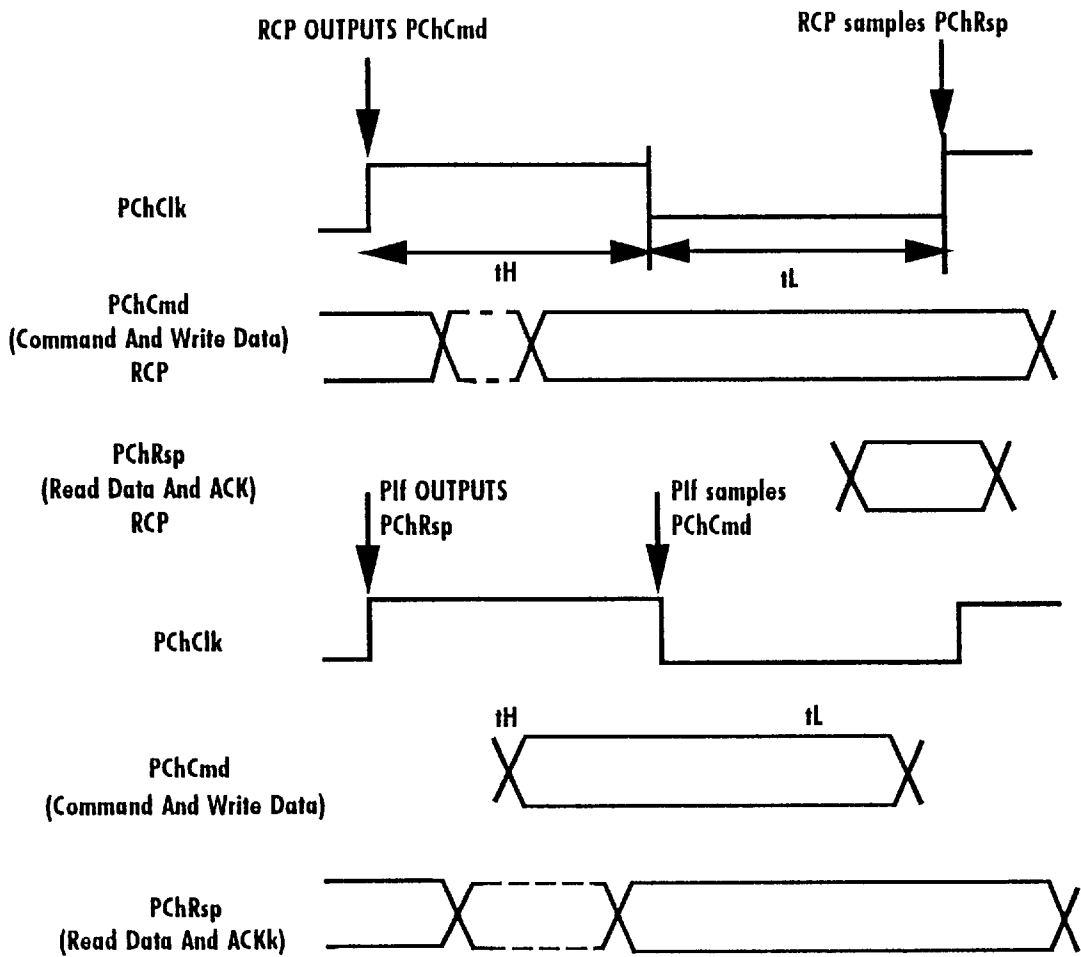 RCP OUTPUTS PChCmd
RCP samples PChRsp
PChClk
tH
tL
PChCmd
(Command And Write Data)
RCP
PChRsp
(Read Data And ACK)
RCP
PIf OUTPUTS
PChRsp
PIf samples
PChCmd
PChClk
tH
tL
PChCmd
(Command And Write Data)
PChRsp
(Read Data And ACKk)